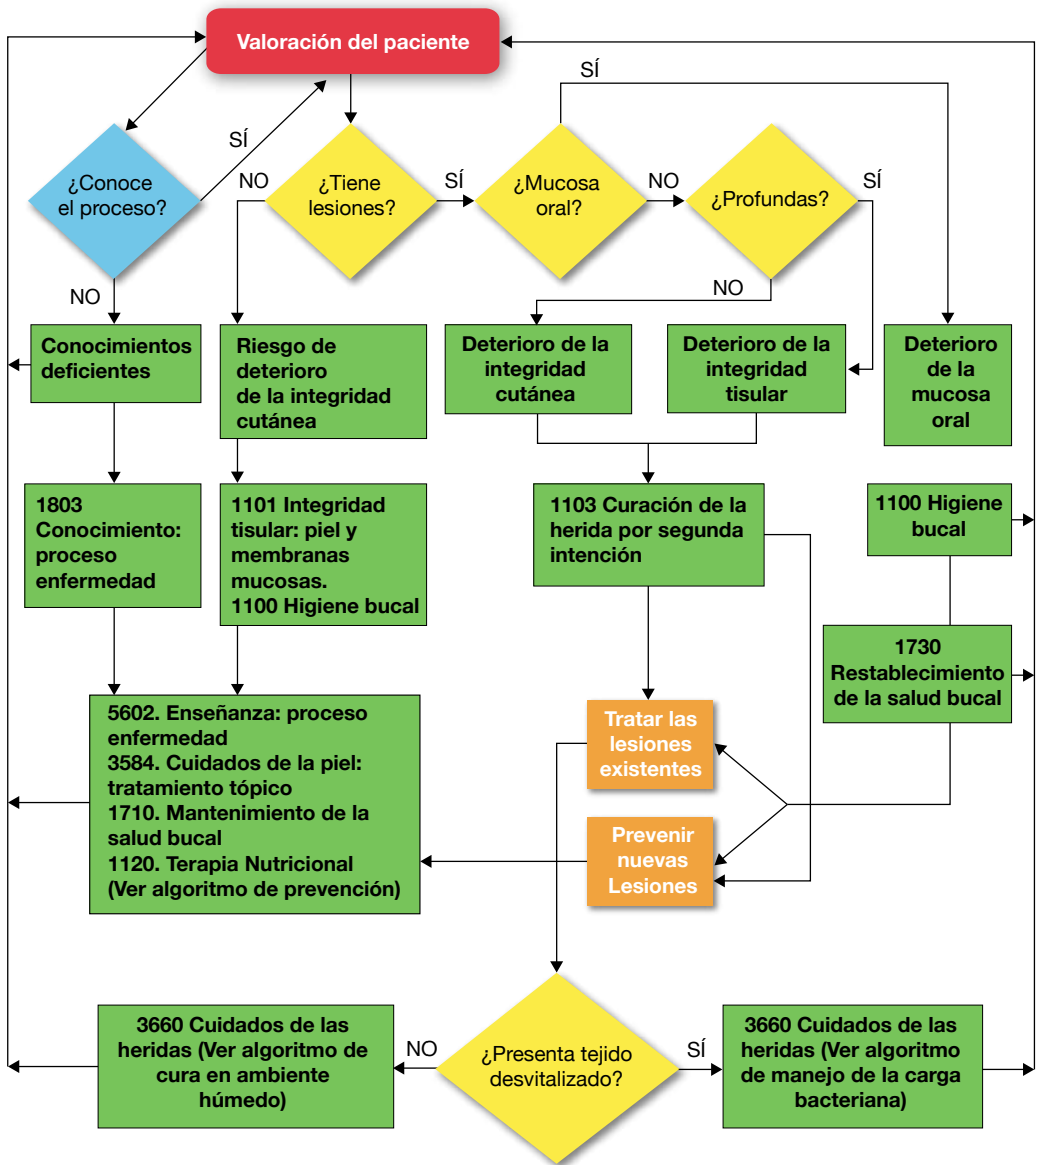 Valoración del paciente
SÍ
SÍ
¿Conoce
el proceso?
NO
¿Tiene
lesiones?
SÍ
¿Mucosa
oral?
NO
¿Profundas?
SÍ
NO
NO
Conocimientos
deficientes
Riesgo de
deterioro
de la integridad
cutánea
Deterioro de la
integridad
cutánea
Deterioro de la
integridad
tisular
Deterioro
de la
mucosa
oral
1803
Conocimiento:
proceso
enfermedad
1101 Integridad
tisular: piel y
membranas
mucosas.
1100 Higiene bucal
1103 Curación de la
herida por segunda
intención
1100 Higiene
bucal
1730
Restablecimiento
de la salud bucal
5602. Enseñanza: proceso
enfermedad
3584. Cuidados de la piel:
tratamiento tópico
1710. Mantenimiento de la
salud bucal
1120. Terapia Nutricional
(Ver algoritmo de prevención)
Tratar las
lesiones
existentes
Prevenir
nuevas
Lesiones
3660 Cuidados de las
heridas (Ver algoritmo de
cura en ambiente
húmedo)
NO
¿Presenta tejido
desvitalizado?
SÍ
3660 Cuidados de las
heridas (Ver algoritmo
de manejo de la carga
bacteriana)